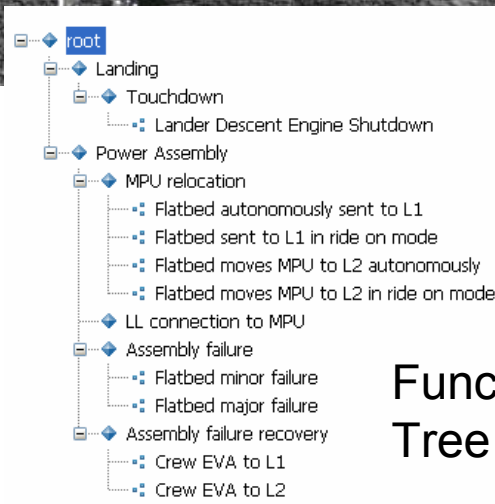 root
Landing
Touchdown
Lander Descent Engine Shutdown
Power Assembly
MPU relocation
Flatbed autonomously sent to L1
Flatbed sent to L1 in ride on mode
Flatbed moves MPU to L2 autonomously
Flatbed moves MPU to L2 in ride on mode
LL connection to MPU
Assembly failure
Flatbed minor failure
Flatbed major failure
Assembly failure recovery
Crew EVA to L1
Crew EVA to L2
Func
Tree